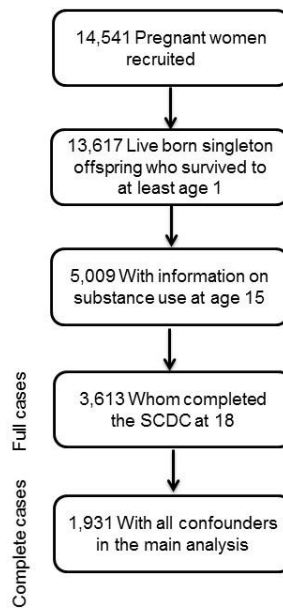 14,541 Pregnant women
recruited
13,617 Live born singleton
offspring who survived to
at least age 1
5,009 With information on
substance use at age 15
Full cases
3,613 Whom completed
the SCDC at 18
Complete cases
1,931 With all confounders
in the main analysis